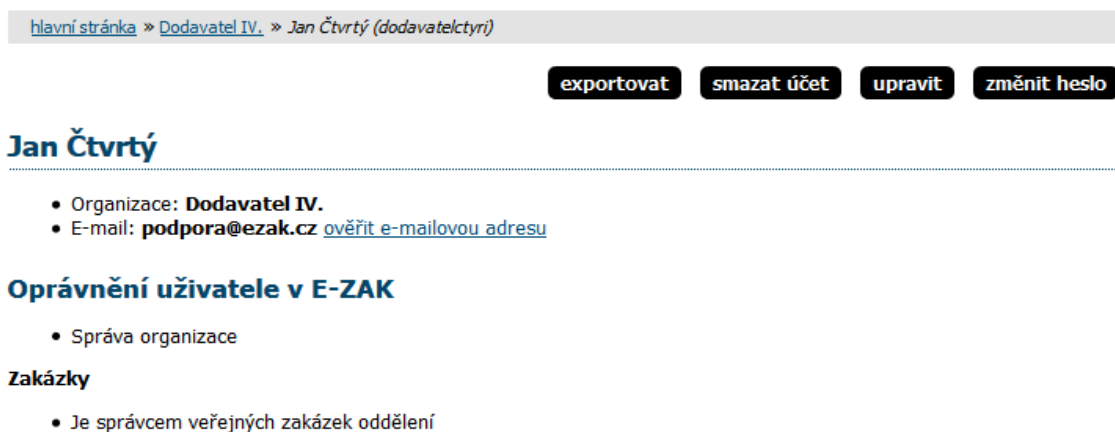 hlavní stránka » Dodavatel IV. » Jan Čtvrtý (dodavatelctyri)
exportovat smazat účet upravit změnit heslo
Jan Čtvrtý
• Organizace: Dodavatel IV.
• E-mail: podpora@ezak.cz ověřit e-mailovou adresu
Oprávnění uživatele v E-ZAK
• Správa organizace
Zakázky
• Je správcem veřejných zakázek oddělení